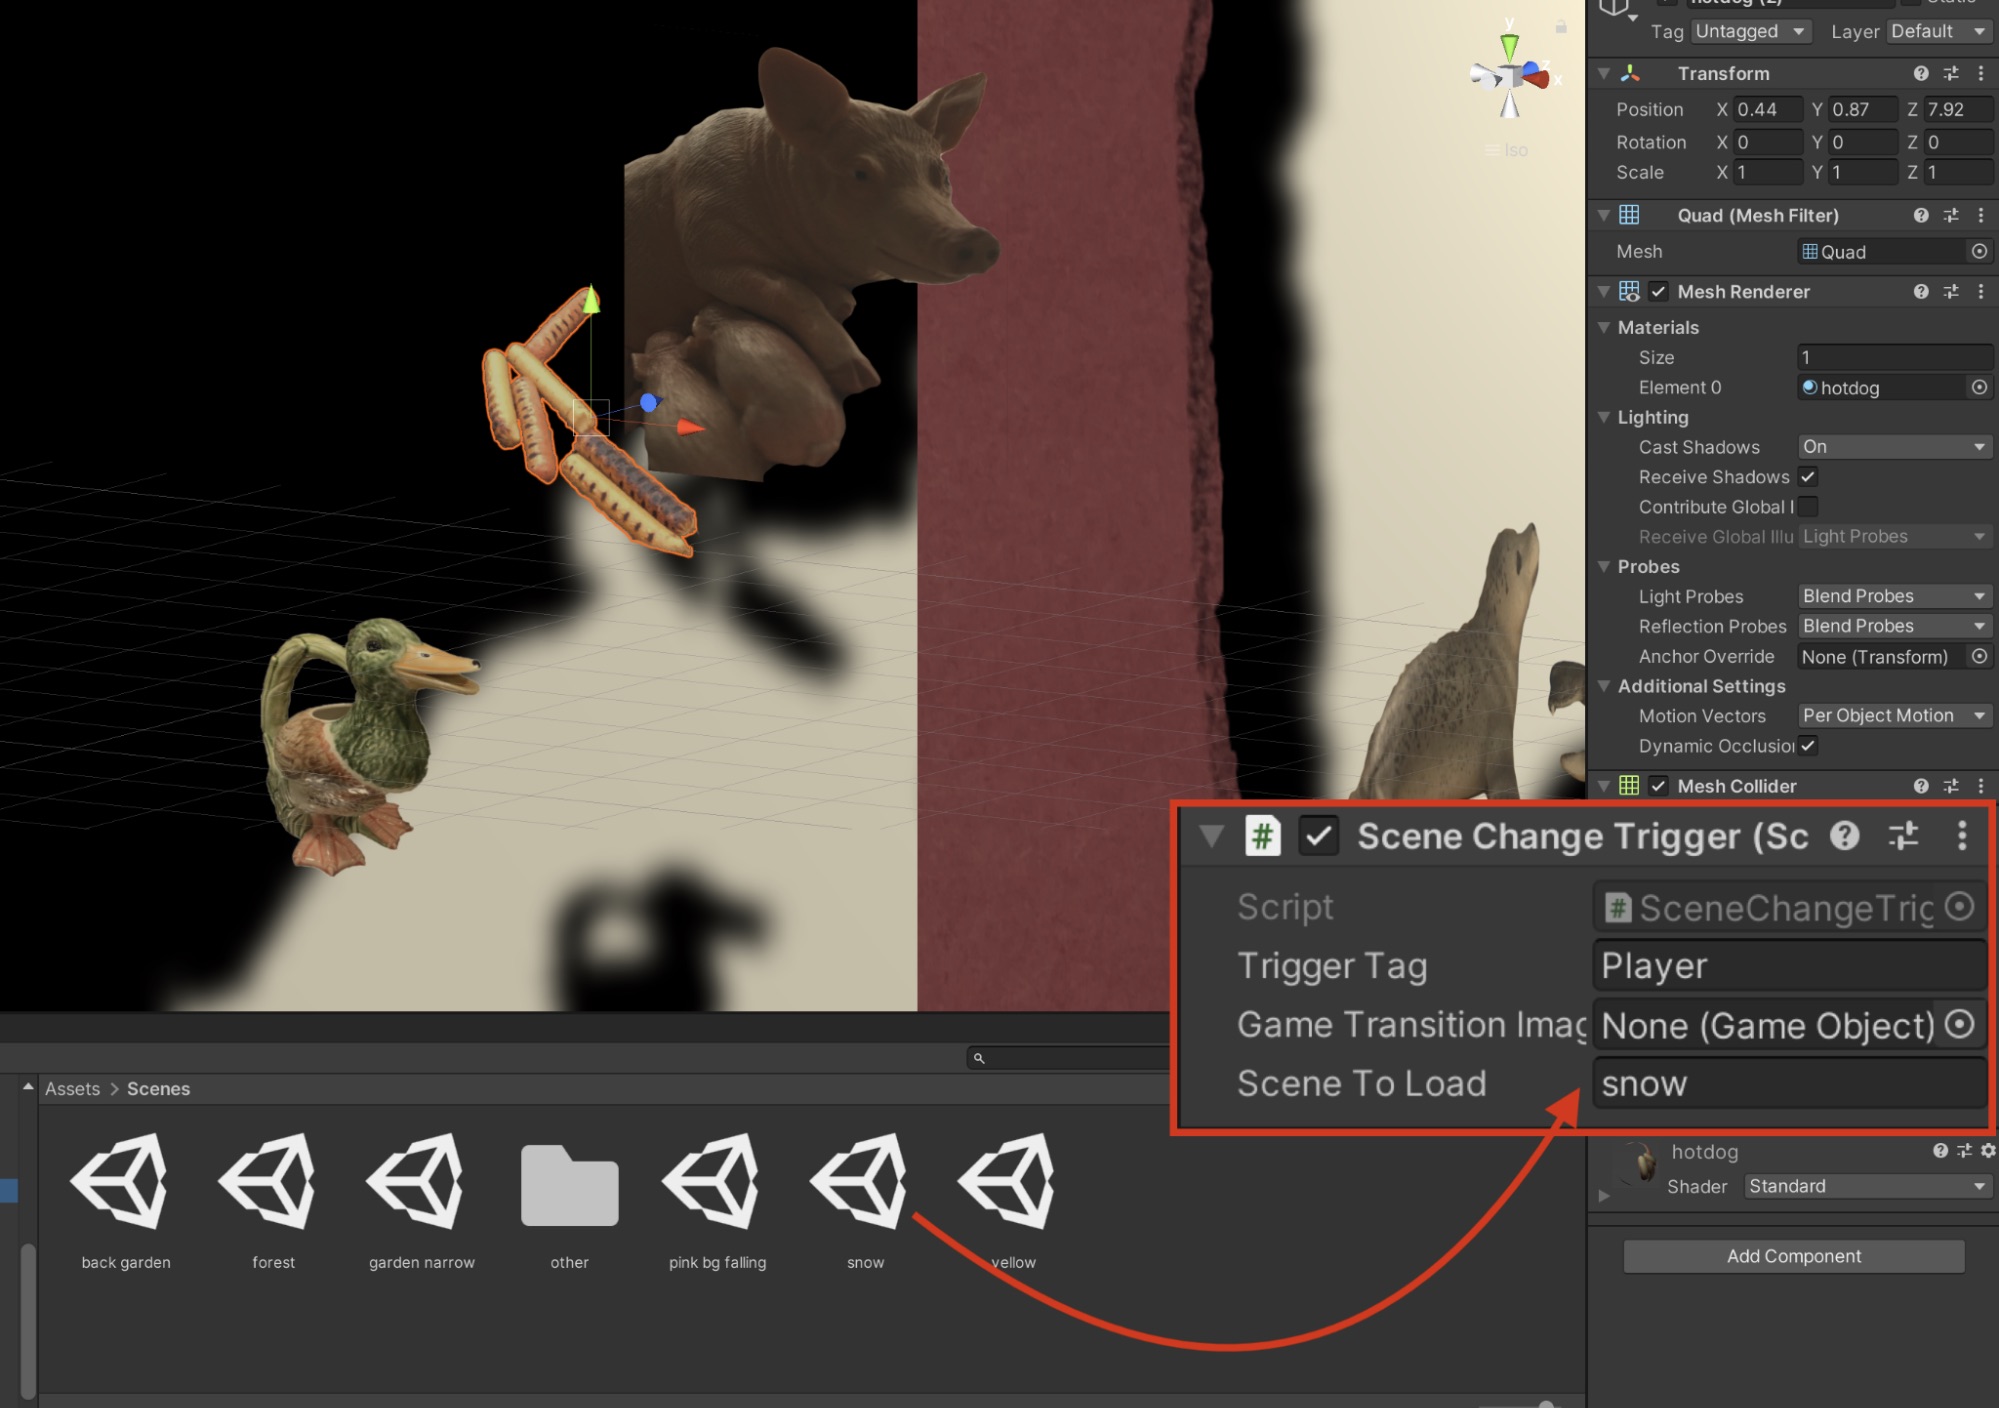 y
z
x
Iso
Static
Tag Untagged Layer Default
Transform
Position X 0.44 Y 0.87 Z 7.92
Rotation X 0 Y 0 Z 0
Scale X 1 Y 1 Z 1
Quad (Mesh Filter)
Mesh Quad
Mesh Renderer
Materials
Size 1
Element 0 hotdog
Lighting
Cast Shadows On
Receive Shadows
Contribute Global I
Receive Global Illu Light Probes
Probes
Light Probes Blend Probes
Reflection Probes Blend Probes
Anchor Override None (Transform)
Additional Settings
Motion Vectors Per Object Motion
Dynamic Occlusion
Mesh Collider
# Scene Change Trigger (Sc
Script # SceneChangeTrig
Trigger Tag Player
Game Transition Imag None (Game Object)
Scene To Load snow
hotdog
Shader Standard
Add Component
Assets > Scenes
back garden forest garden narrow other pink bg falling snow yellow